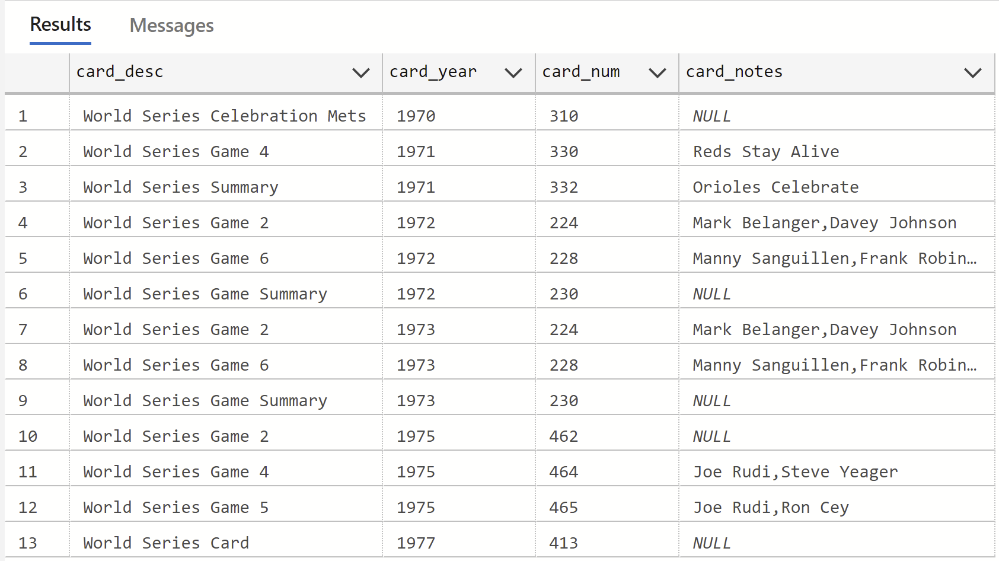 Results Messages
card_desc card_year card_num card_notes
1 World Series Celebration Mets 1970 310 NULL
2 World Series Game 4 1971 330 Reds Stay Alive
3 World Series Summary 1971 332 Orioles Celebrate
4 World Series Game 2 1972 224 Mark Belanger,Davey Johnson
5 World Series Game 6 1972 228 Manny Sanguillen,Frank Robin…
6 World Series Game Summary 1972 230 NULL
7 World Series Game 2 1973 224 Mark Belanger,Davey Johnson
8 World Series Game 6 1973 228 Manny Sanguillen,Frank Robin…
9 World Series Game Summary 1973 230 NULL
10 World Series Game 2 1975 462 NULL
11 World Series Game 4 1975 464 Joe Rudi,Steve Yeager
12 World Series Game 5 1975 465 Joe Rudi,Ron Cey
13 World Series Card 1977 413 NULL